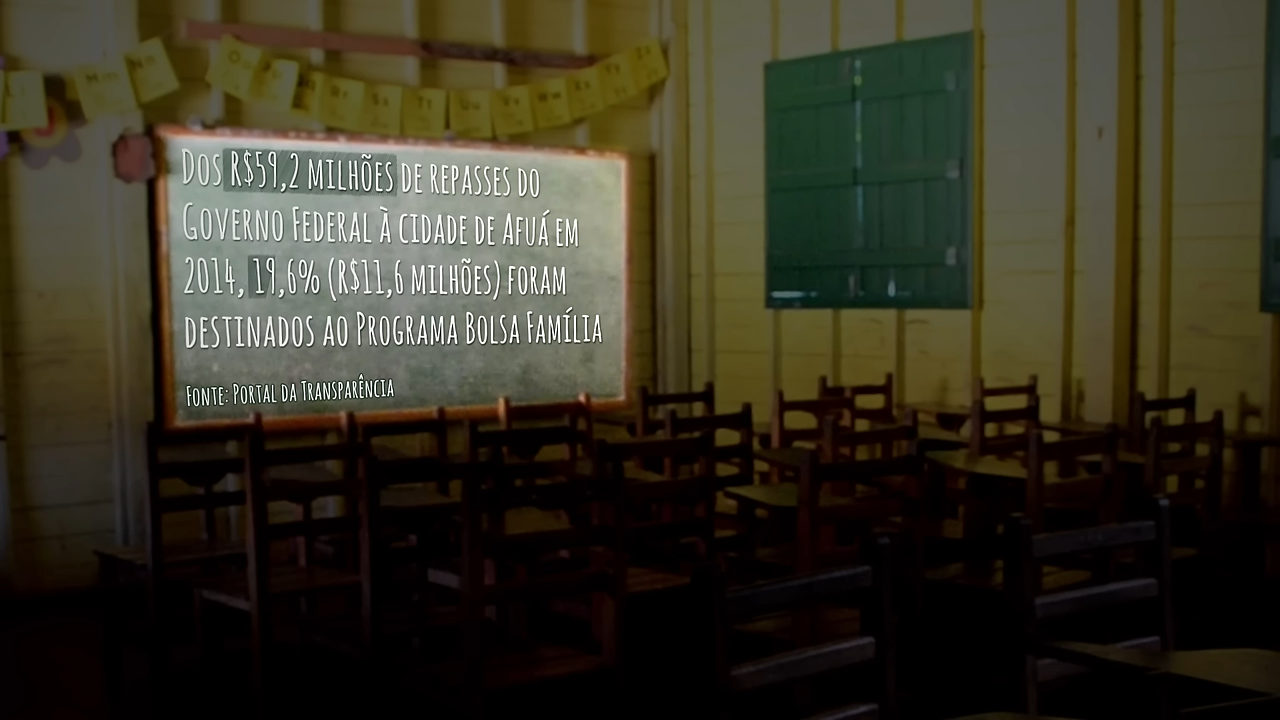 Dos R$59,2 milhões de repasses do
Governo Federal à cidade de Afuá em
2014, 19,6% (R$11,6 milhões) foram
destinados ao Programa Bolsa Família
Fonte: Portal da Transparência